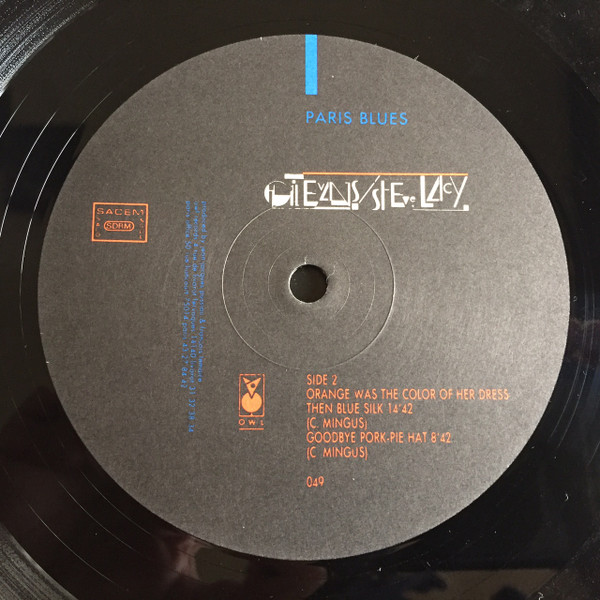 PARIS BLUES
GIL EVANS/STEVE LACY
SACEM
SDRM
OWL
SIDE 2
ORANGE WAS THE COLOR OF HER DRESS
THEN BLUE SILK 14'42
(C. MINGUS)
GOODBYE PORK-PIE HAT 8'42
(C MINGUS)
049